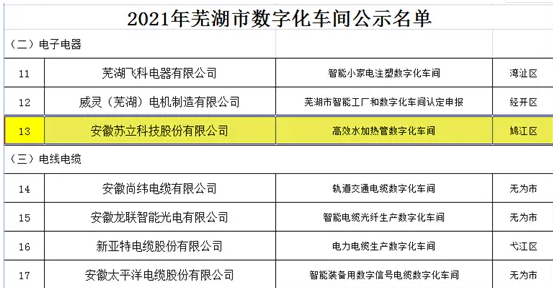 2021年芜湖市数字化车间公示名单
（二）电子电器
11 芜湖飞科电器有限公司 智能小家电注塑数字化车间 湾沚区
12 威灵（芜湖）电机制造有限公司 芜湖市智能工厂和数字化车间认定申报 经开区
13 安徽苏立科技股份有限公司 高效水加热管数字化车间 鸠江区
（三）电线电缆
14 安徽尚纬电缆有限公司 轨道交通电缆数字化车间 无为市
15 安徽龙联智能光电有限公司 智能电缆光纤生产数字化车间 无为市
16 新亚特电缆股份有限公司 电力电缆生产数字化车间 弋江区
17 安徽太平洋电缆股份有限公司 智能装备用数字信号电缆数字化车间 无为市